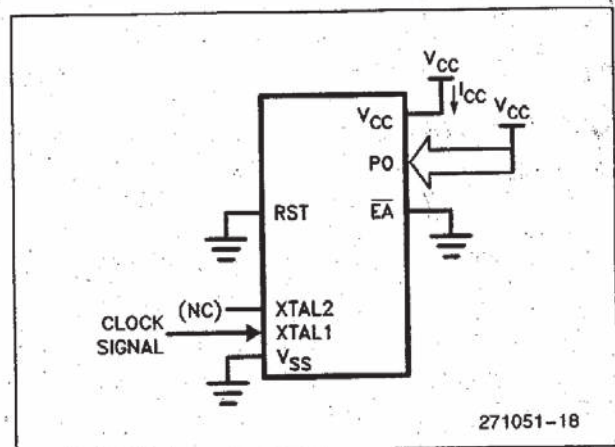 VCC
ICC
VCC
VCC
P0
RST
EA
(NC)
XTAL2
CLOCK
SIGNAL
XTAL1
VSS
271051-18